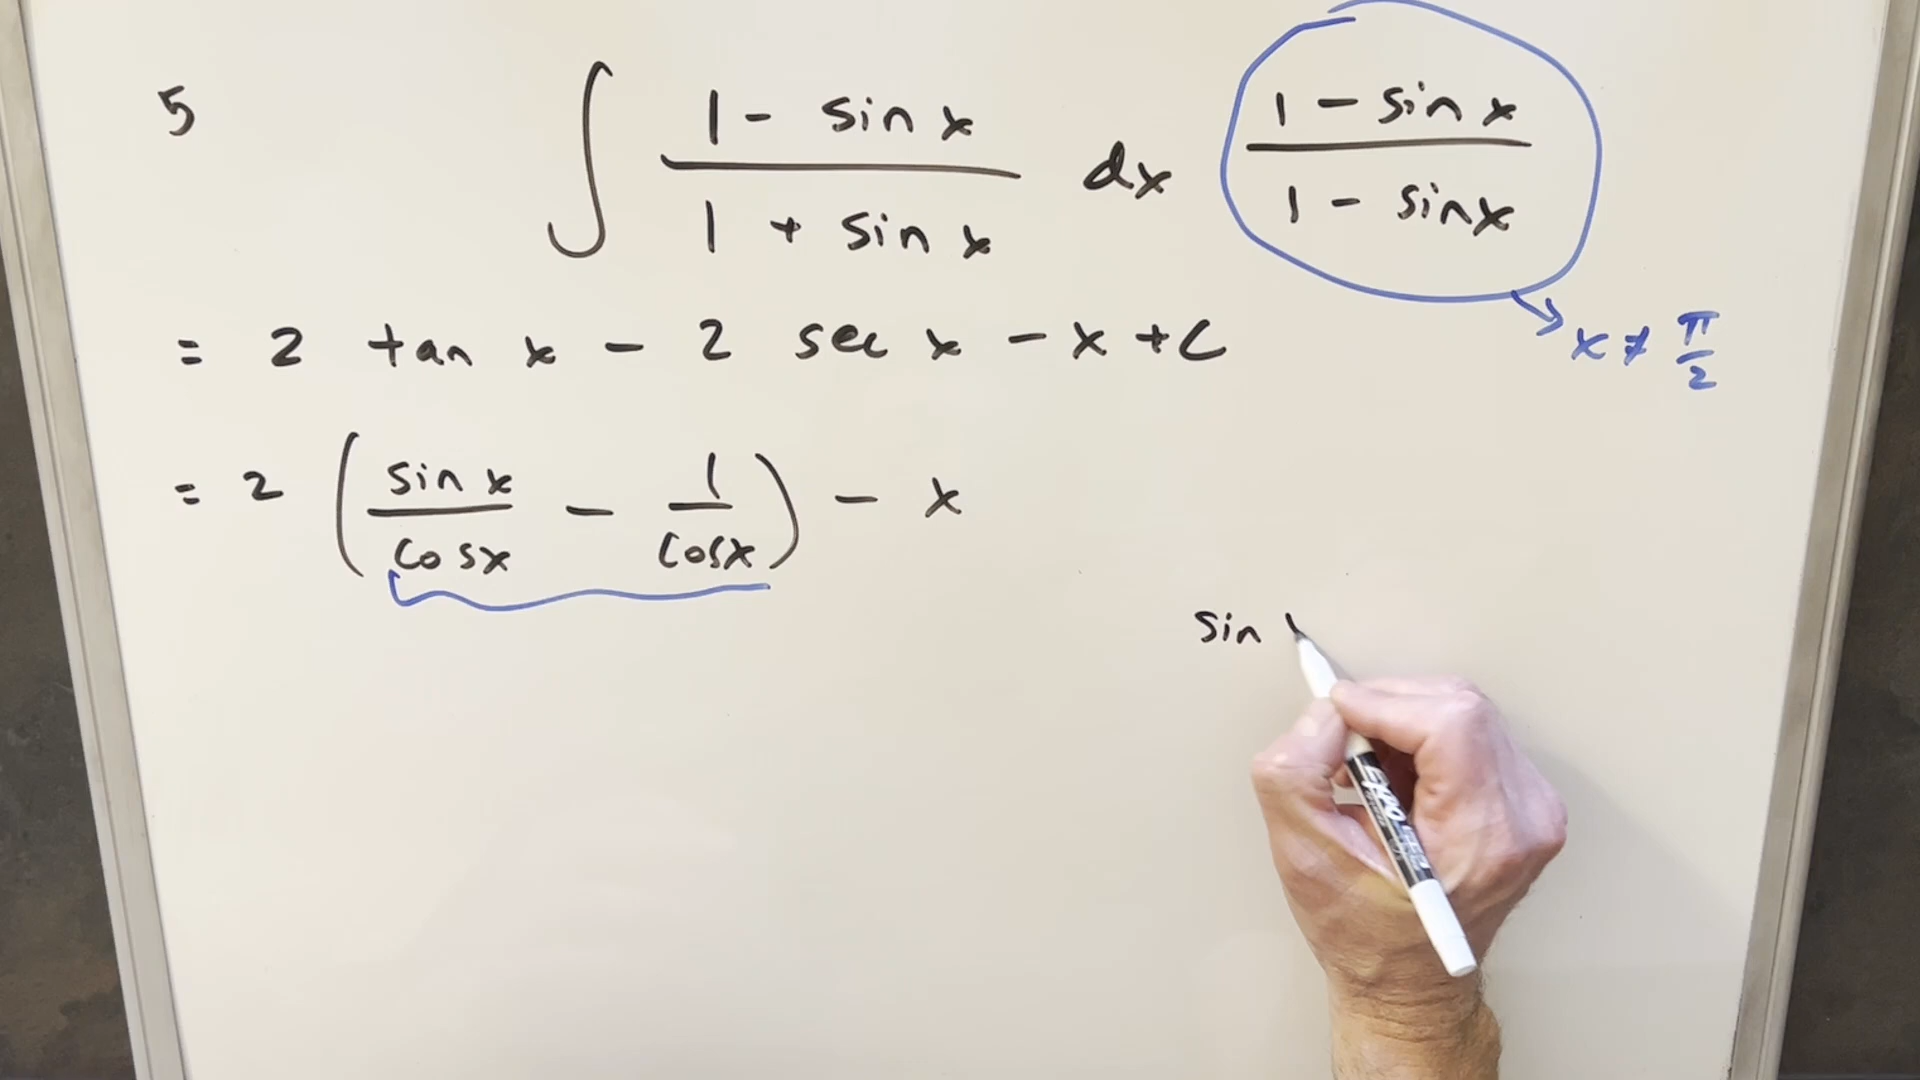 5 ∫ (1 - sin x)/(1 + sin x) dx (1 - sin x)/(1 - sin x)
→ x ≠ π/2
= 2 tan x - 2 sec x - x + C
= 2 (sin x/cos x - 1/cos x) - x
sin
EXPO